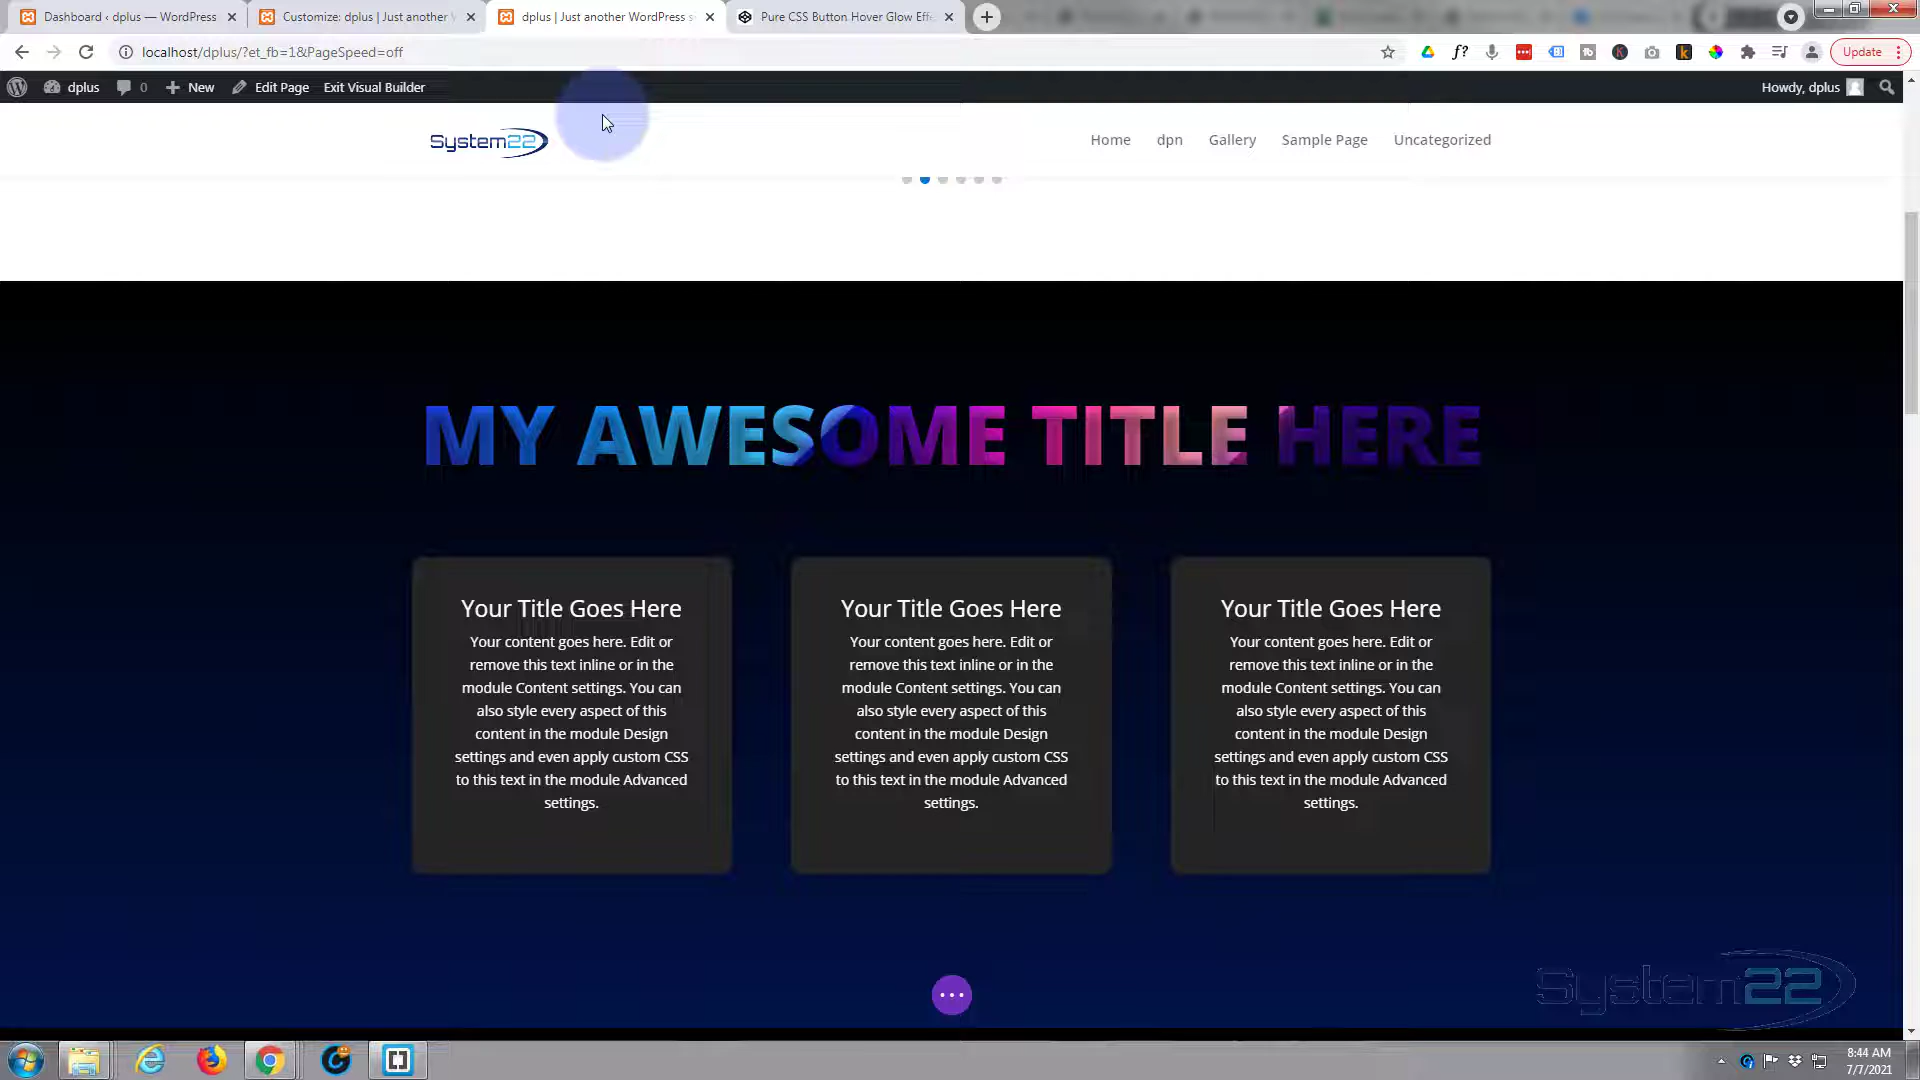 Dashboard ‹ dplus — WordPress
Customize: dplus | Just another W
dplus | Just another WordPress s
Pure CSS Button Hover Glow Effe
localhost/dplus/?et_fb=1&PageSpeed=off
Update
dplus
0
New
Edit Page
Exit Visual Builder
Howdy, dplus
System22
Home
dpn
Gallery
Sample Page
Uncategorized
MY AWESOME TITLE HERE
Your Title Goes Here
Your content goes here. Edit or
remove this text inline or in the
module Content settings. You can
also style every aspect of this
content in the module Design
settings and even apply custom CSS
to this text in the module Advanced
settings.
Your Title Goes Here
Your content goes here. Edit or
remove this text inline or in the
module Content settings. You can
also style every aspect of this
content in the module Design
settings and even apply custom CSS
to this text in the module Advanced
settings.
Your Title Goes Here
Your content goes here. Edit or
remove this text inline or in the
module Content settings. You can
also style every aspect of this
content in the module Design
settings and even apply custom CSS
to this text in the module Advanced
settings.
System22
8:44 AM
7/7/2021